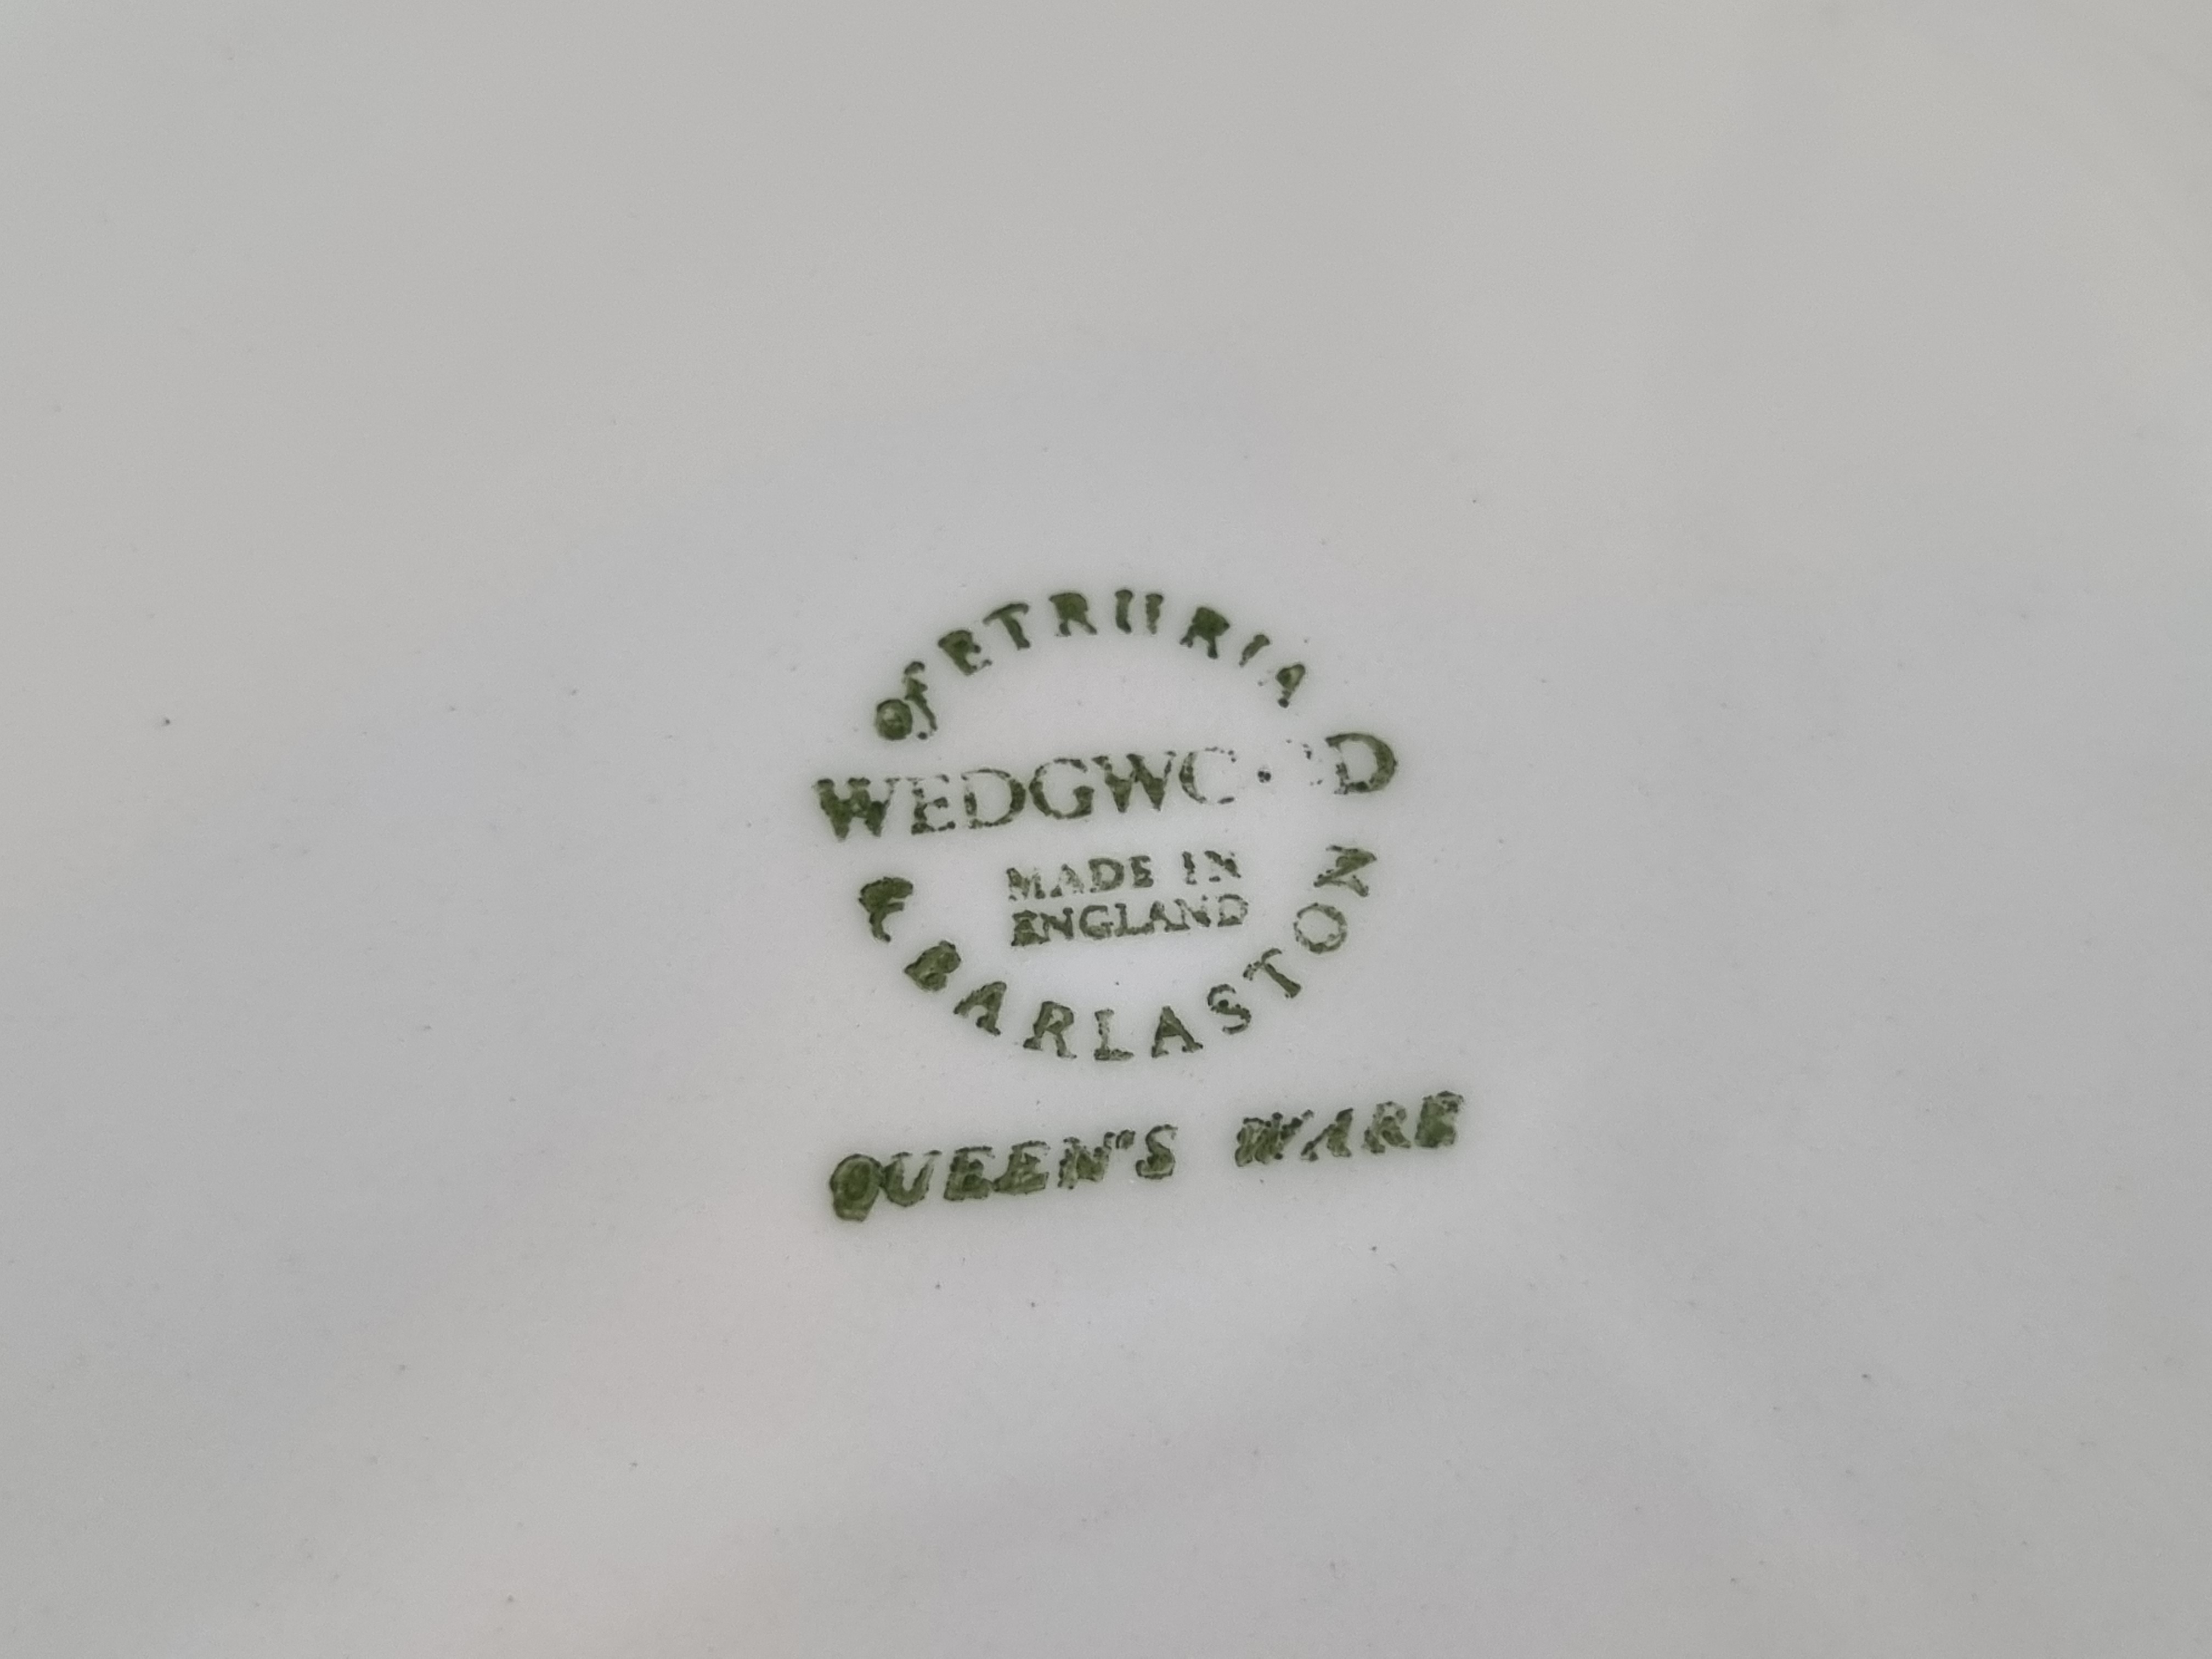 of ETRURIA
WEDGWOOD
MADE IN
ENGLAND
& BARLASTON
QUEEN'S WARE